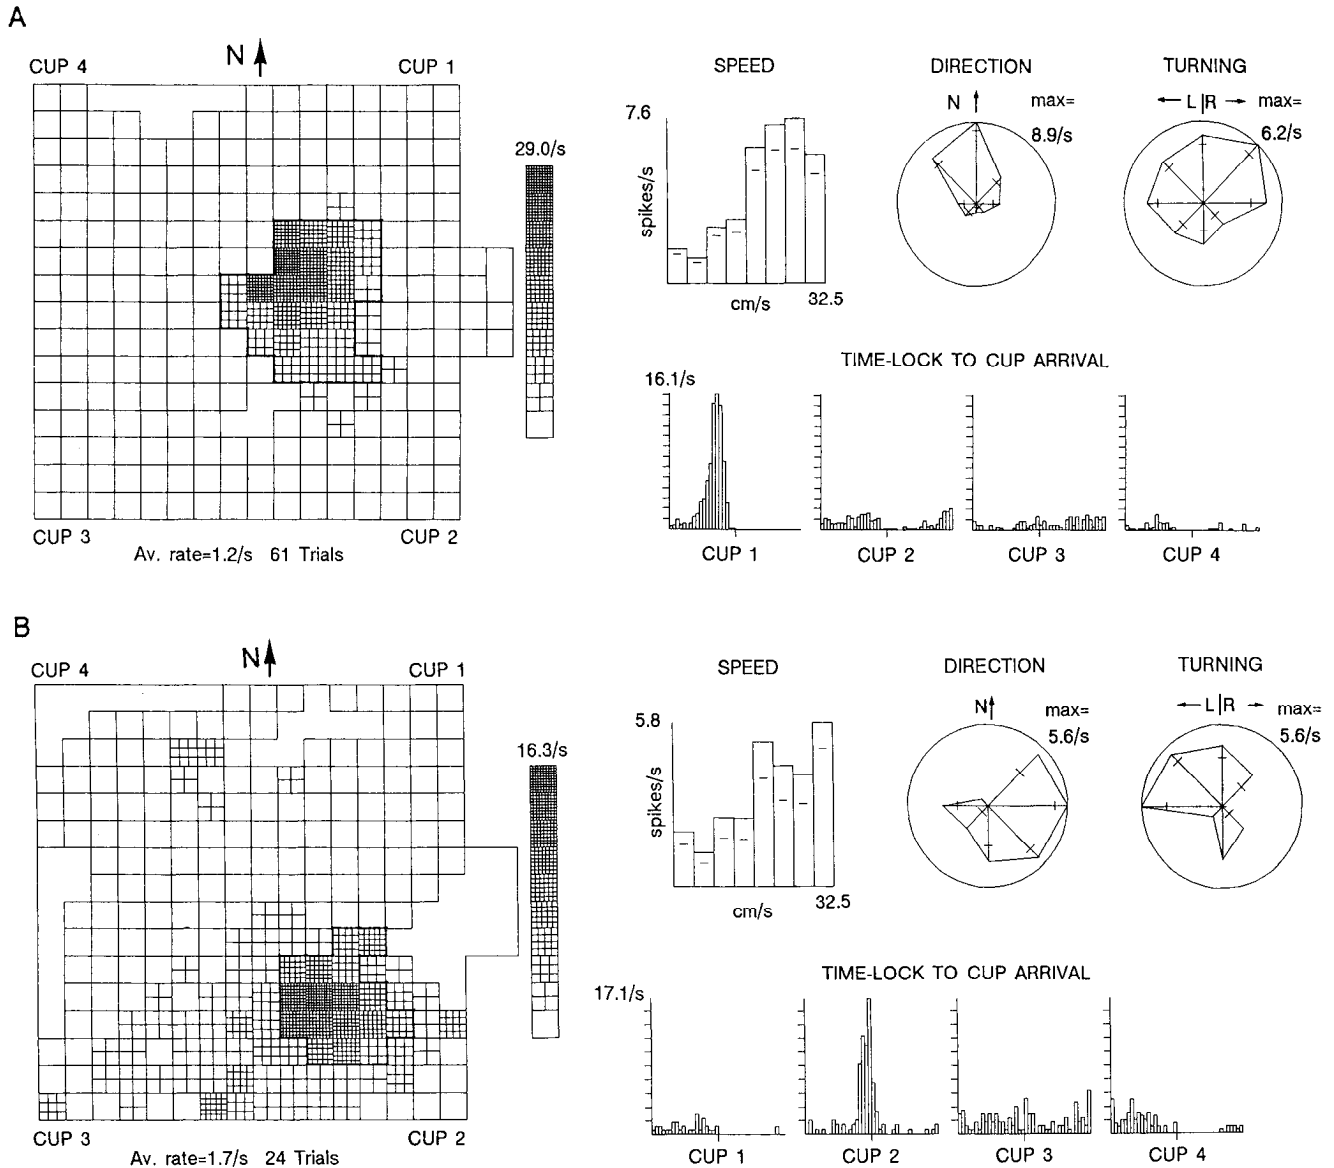 A
N
CUP 4
CUP 1
29.0/s
CUP 3
CUP 2
Av. rate=1.2/s 61 Trials
SPEED
7.6
spikes/s
cm/s
32.5
DIRECTION
N
max=
8.9/s
TURNING
L|R
max=
6.2/s
TIME-LOCK TO CUP ARRIVAL
16.1/s
CUP 1
CUP 2
CUP 3
CUP 4
B
N
CUP 4
CUP 1
16.3/s
CUP 3
CUP 2
Av. rate=1.7/s 24 Trials
SPEED
5.8
spikes/s
cm/s
32.5
DIRECTION
N
max=
5.6/s
TURNING
L|R
max=
5.6/s
TIME-LOCK TO CUP ARRIVAL
17.1/s
CUP 1
CUP 2
CUP 3
CUP 4